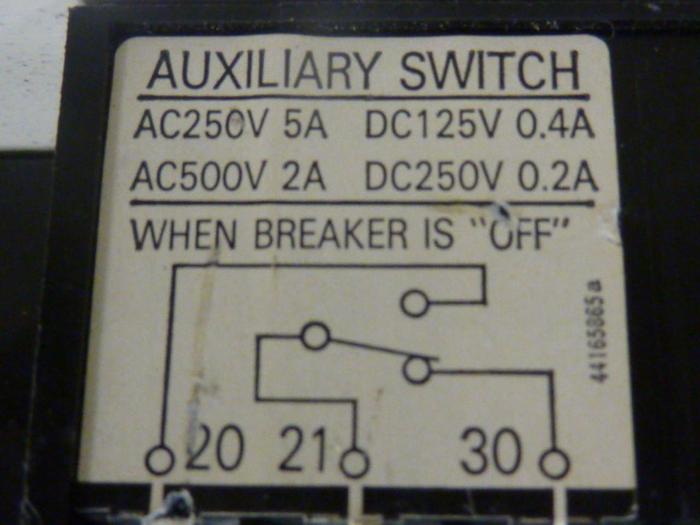 AUXILIARY SWITCH
AC250V 5A DC125V 0.4A
AC500V 2A DC250V 0.2A
WHEN BREAKER IS "OFF"
44165865a
20 21 30